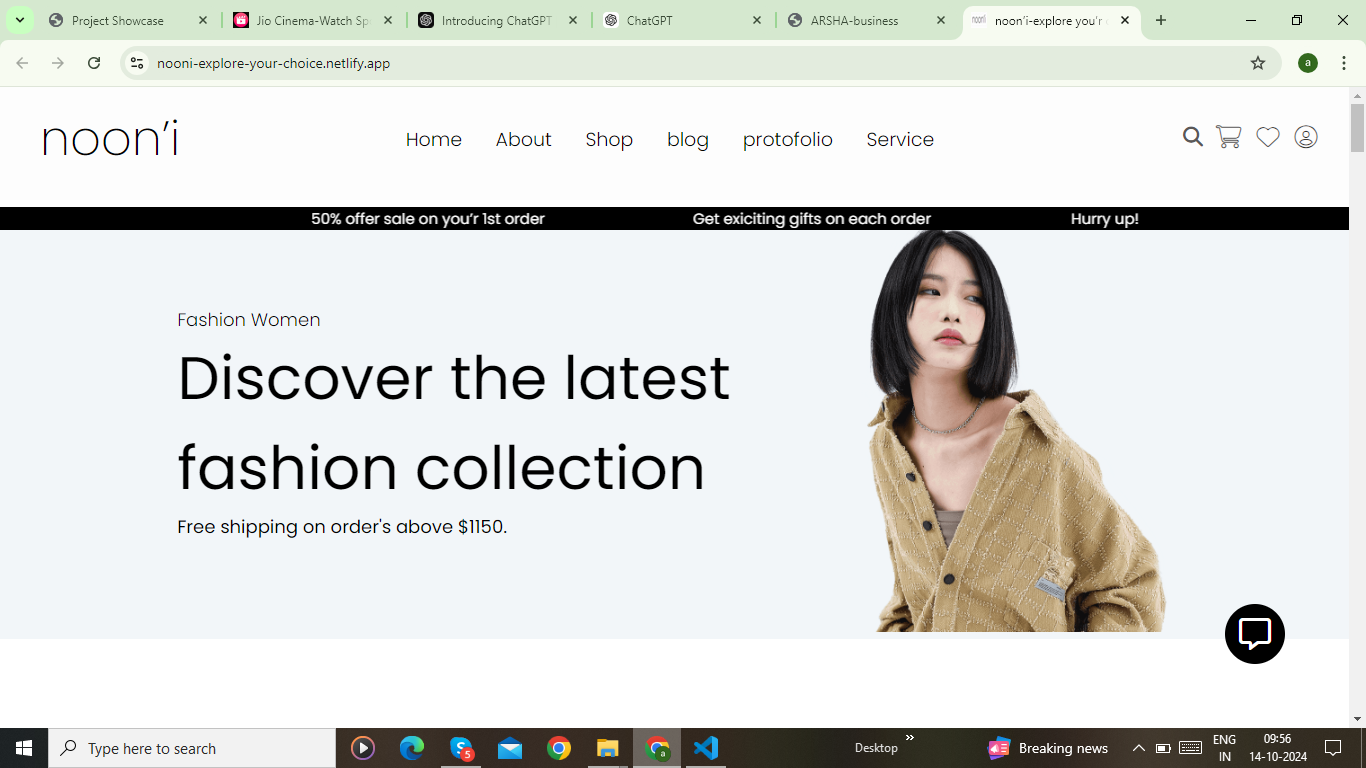 Project Showcase
Jio Cinema-Watch Sp
Introducing ChatGPT
ChatGPT
ARSHA-business
noon'i-explore you'r
nooni-explore-your-choice.netlify.app
a
noon’i
Home About Shop blog protofolio Service
50% offer sale on you’r 1st order Get exiciting gifts on each order Hurry up!
Fashion Women
Discover the latest
fashion collection
Free shipping on order's above $1150.
Type here to search
5
a
Desktop
Breaking news
ENG
IN
09:56
14-10-2024